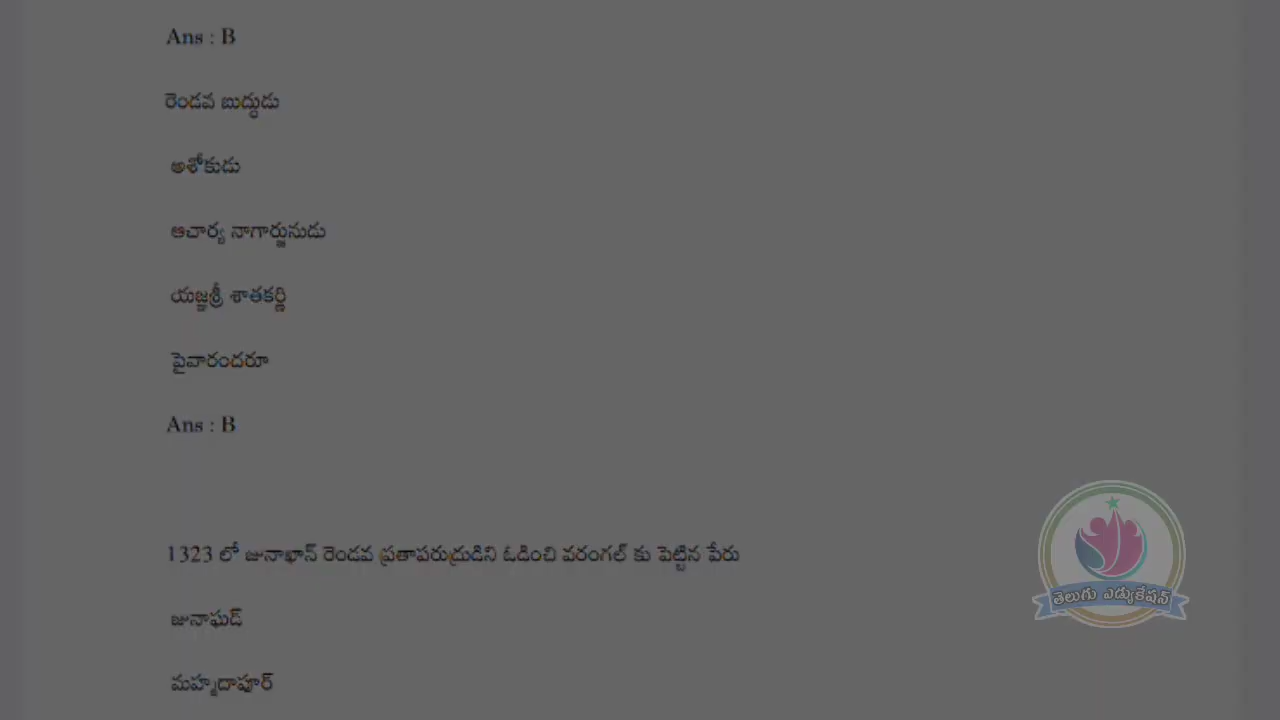 Ans : B
రెండవ బుద్ధుడు
అశోకుడు
ఆచార్య నాగార్జునుడు
యజ్ఞశ్రీ శాతకర్ణి
పైవారందరూ
Ans : B
1323 లో జునాఖాన్ రెండవ ప్రతాపరుద్రుడిని ఓడించి వరంగల్ కు పెట్టిన పేరు
జునాఘడ్
మహ్మదాపూర్
తెలుగు ఎడ్యుకేషన్